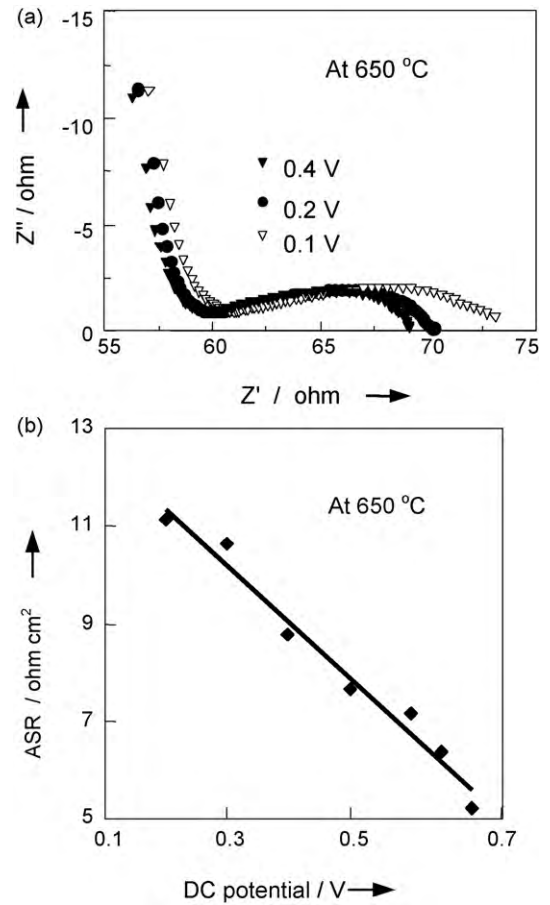 (a)
-15
-10
-5
0
Z" / ohm
At 650 °C
0.4 V
0.2 V
0.1 V
55
60
65
70
75
Z' / ohm
(b)
13
11
9
7
5
ASR / ohm cm²
At 650 °C
0.1
0.3
0.5
0.7
DC potential / V